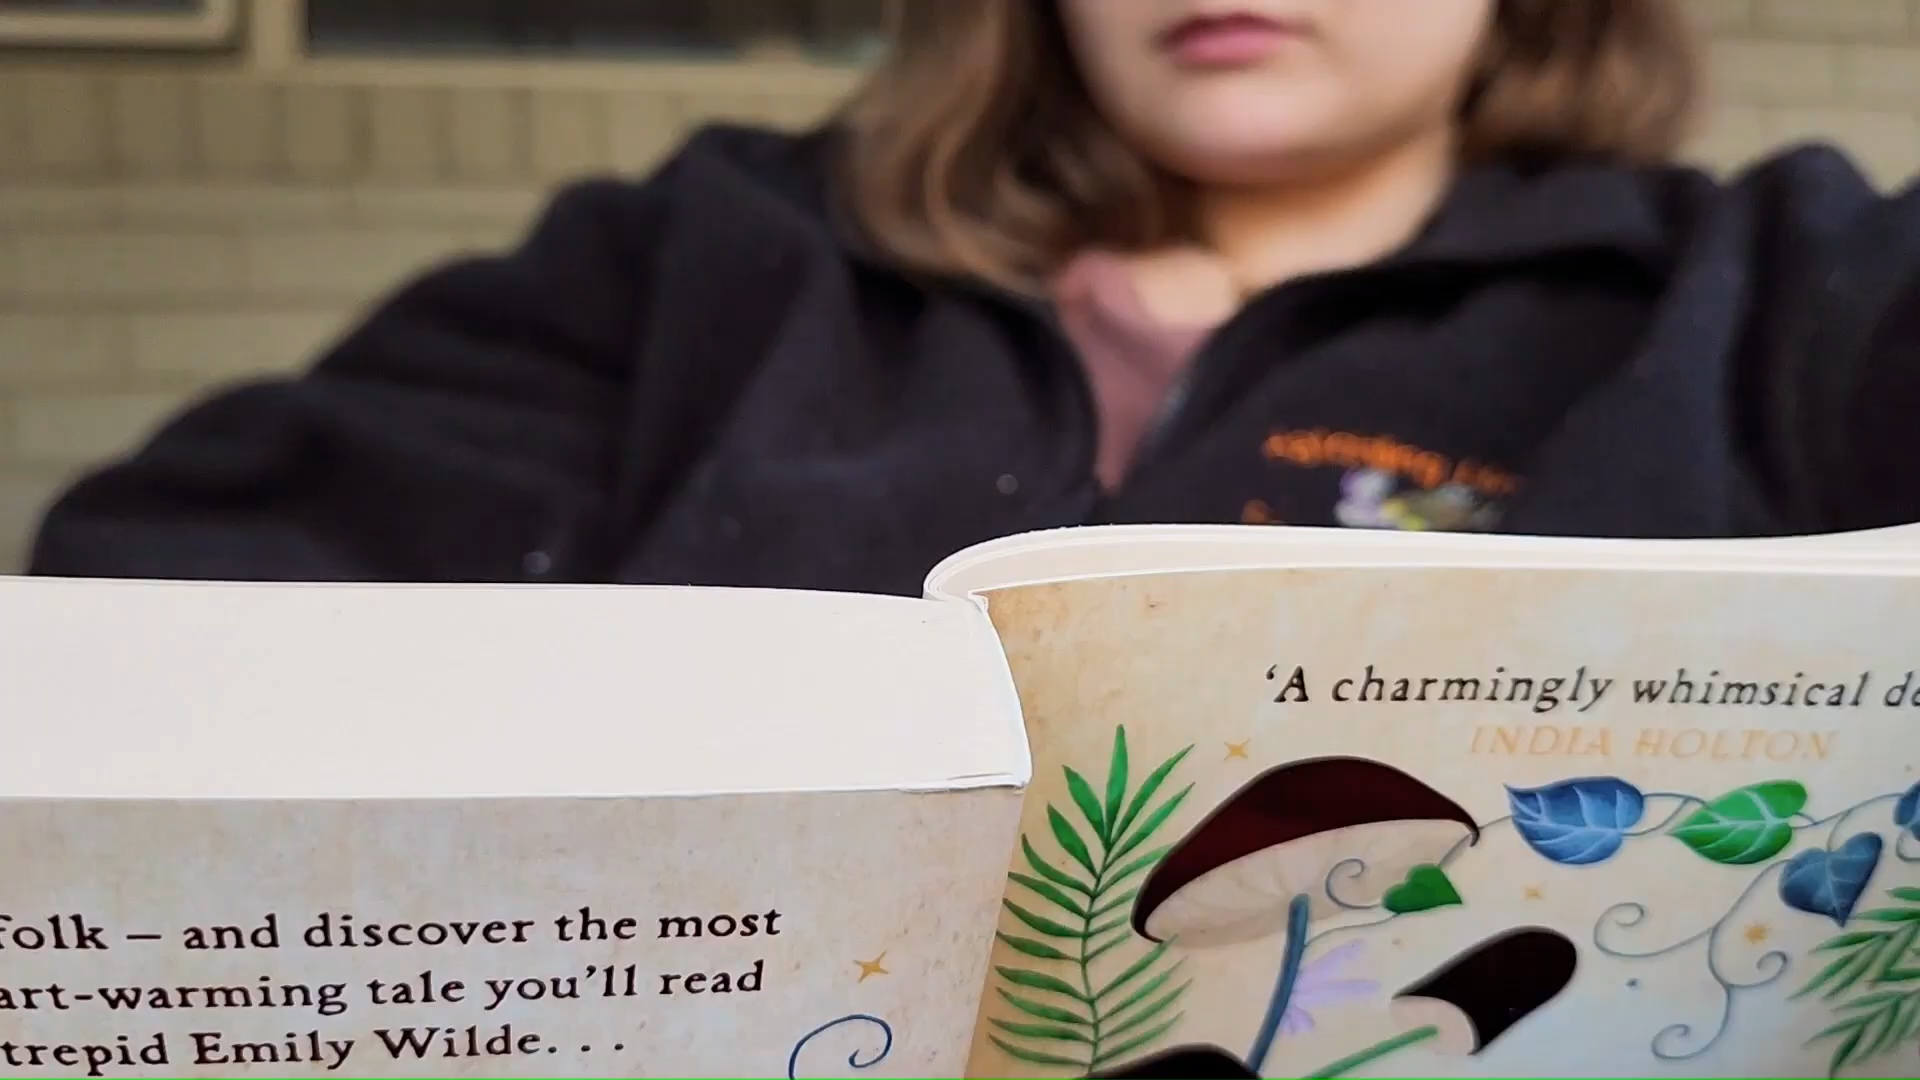 folk – and discover the most
art-warming tale you'll read
trepid Emily Wilde. . .
'A charmingly whimsical de
INDIA HOLTON